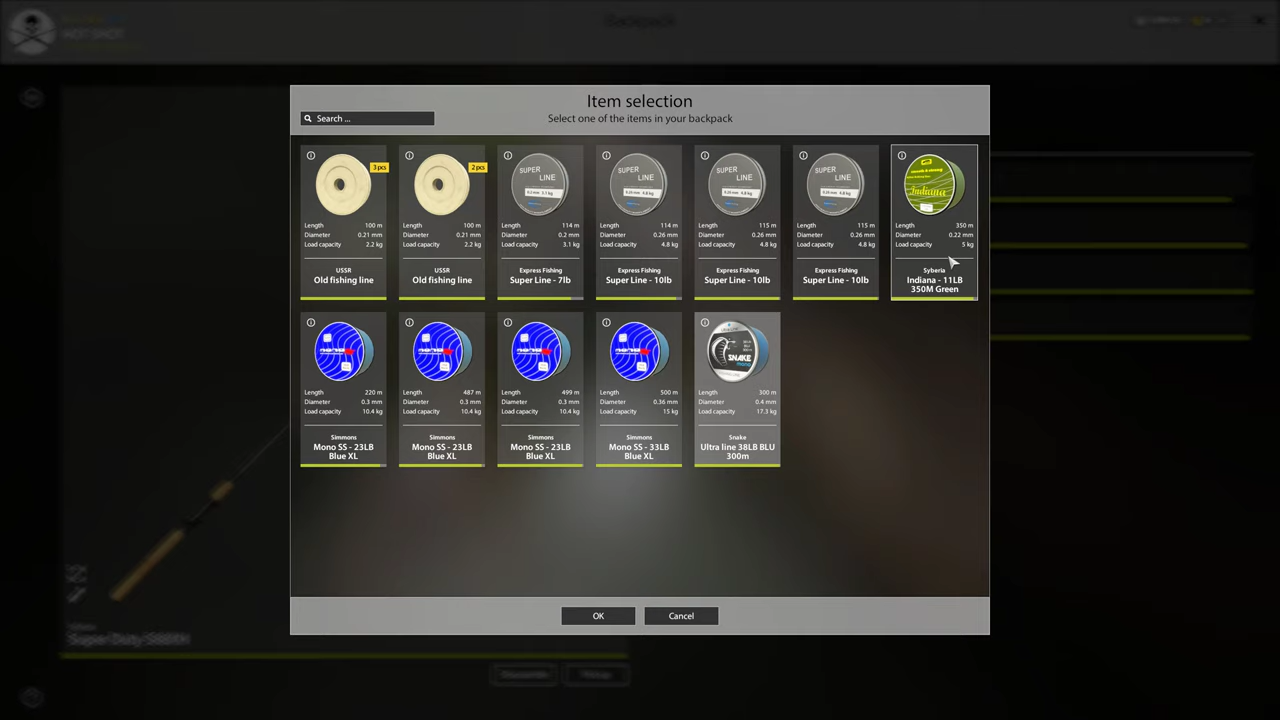 Backpack
Item selection
Search ...
Select one of the items in your backpack
3 pcs
Length 100 m
Diameter 0.21 mm
Load capacity 2.2 kg
USSR
Old fishing line
2 pcs
Length 100 m
Diameter 0.21 mm
Load capacity 2.2 kg
USSR
Old fishing line
SUPER
LINE
Length 114 m
Diameter 0.2 mm
Load capacity 3.1 kg
Express Fishing
Super Line - 7lb
SUPER
LINE
Length 114 m
Diameter 0.26 mm
Load capacity 4.8 kg
Express Fishing
Super Line - 10lb
SUPER
LINE
Length 115 m
Diameter 0.26 mm
Load capacity 4.8 kg
Express Fishing
Super Line - 10lb
SUPER
LINE
Length 115 m
Diameter 0.26 mm
Load capacity 4.8 kg
Express Fishing
Super Line - 10lb
Indiana
Length 350 m
Diameter 0.22 mm
Load capacity 5 kg
Syberia
Indiana - 11LB
350M Green
Length 220 m
Diameter 0.3 mm
Load capacity 10.4 kg
Simmons
Mono SS - 23LB
Blue XL
Length 487 m
Diameter 0.3 mm
Load capacity 10.4 kg
Simmons
Mono SS - 23LB
Blue XL
Length 499 m
Diameter 0.3 mm
Load capacity 10.4 kg
Simmons
Mono SS - 23LB
Blue XL
Length 500 m
Diameter 0.36 mm
Load capacity 15 kg
Simmons
Mono SS - 33LB
Blue XL
SNAKE
Length 300 m
Diameter 0.4 mm
Load capacity 17.3 kg
Snake
Ultra line 38LB BLU
300m
OK
Cancel